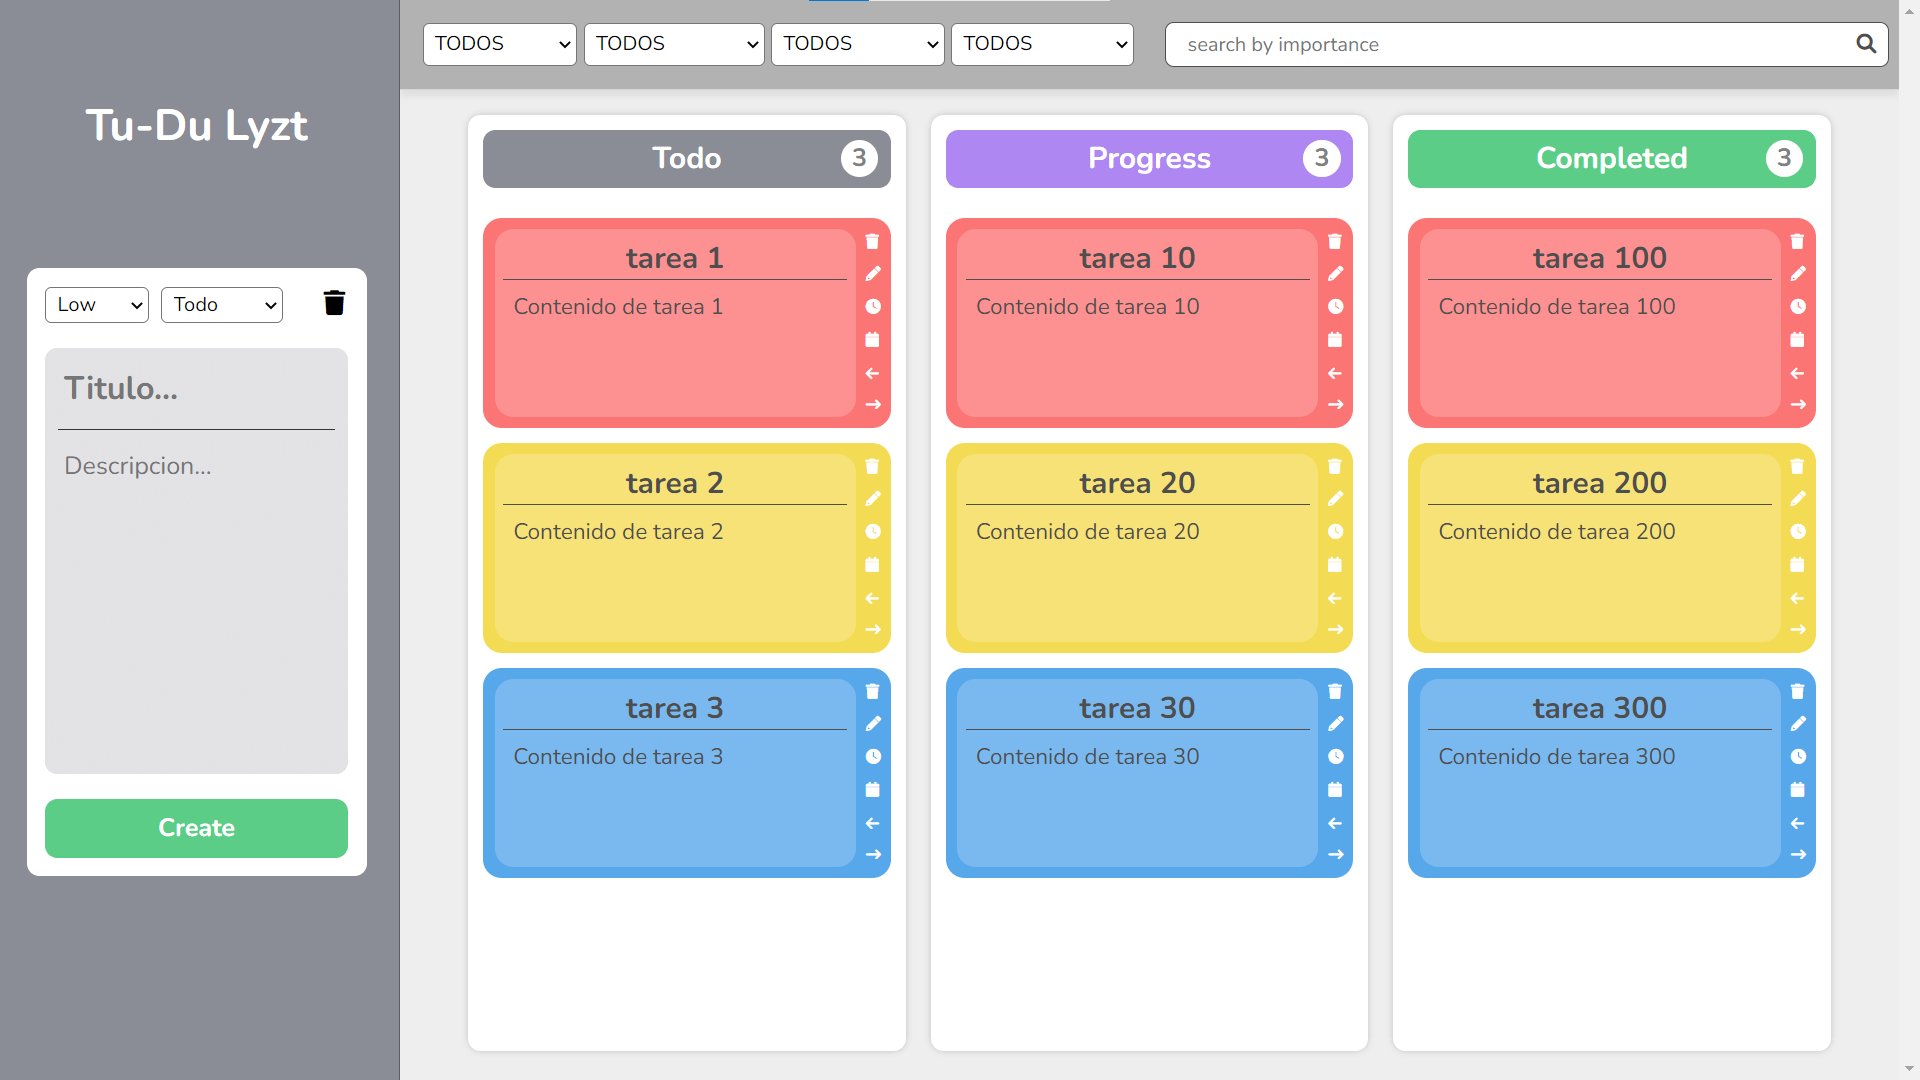 Tu-Du Lyzt
Low
Todo
Titulo...
Descripcion...
Create
TODOS
TODOS
TODOS
TODOS
search by importance
Todo 3
tarea 1
Contenido de tarea 1
tarea 2
Contenido de tarea 2
tarea 3
Contenido de tarea 3
Progress 3
tarea 10
Contenido de tarea 10
tarea 20
Contenido de tarea 20
tarea 30
Contenido de tarea 30
Completed 3
tarea 100
Contenido de tarea 100
tarea 200
Contenido de tarea 200
tarea 300
Contenido de tarea 300